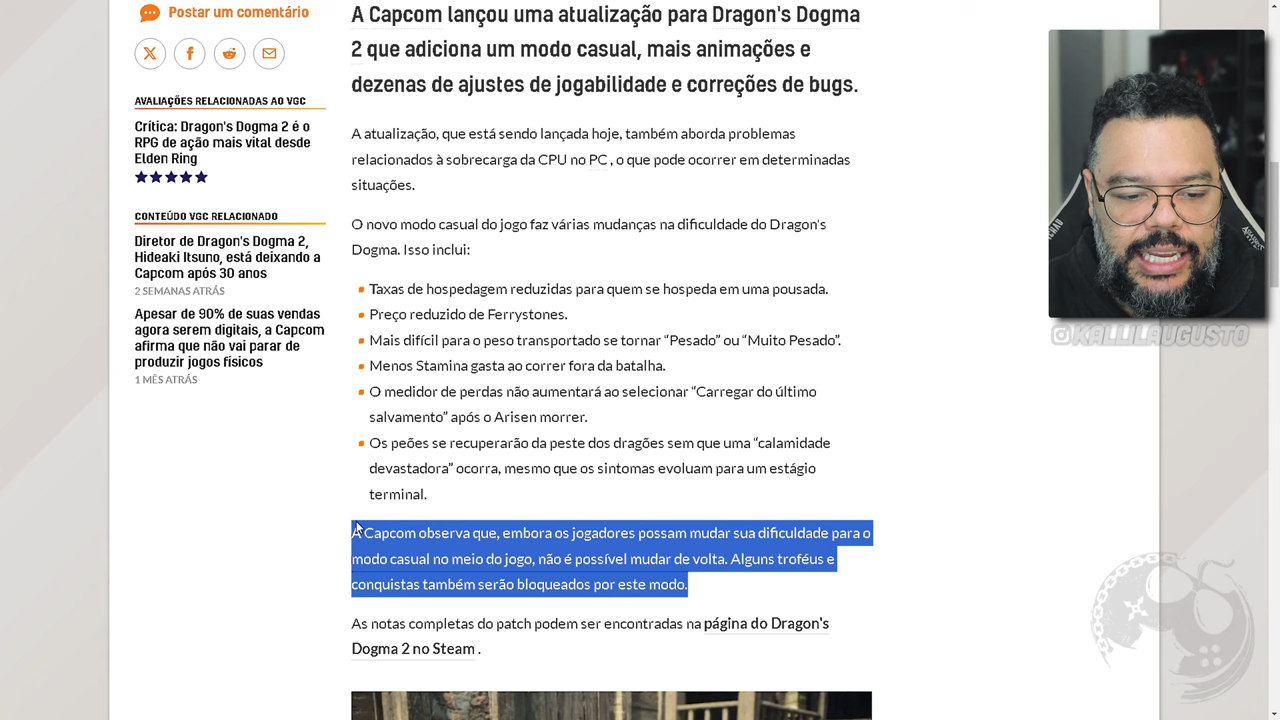 Postar um comentário
AVALIAÇÕES RELACIONADAS AO VGC
Crítica: Dragon's Dogma 2 é o
RPG de ação mais vital desde
Elden Ring
CONTEÚDO VGC RELACIONADO
Diretor de Dragon's Dogma 2,
Hideaki Itsuno, está deixando a
Capcom após 30 anos
2 SEMANAS ATRÁS
Apesar de 90% de suas vendas
agora serem digitais, a Capcom
afirma que não vai parar de
produzir jogos físicos
1 MÊS ATRÁS
A Capcom lançou uma atualização para Dragon's Dogma
2 que adiciona um modo casual, mais animações e
dezenas de ajustes de jogabilidade e correções de bugs.
A atualização, que está sendo lançada hoje, também aborda problemas
relacionados à sobrecarga da CPU no PC , o que pode ocorrer em determinadas
situações.
O novo modo casual do jogo faz várias mudanças na dificuldade do Dragon's
Dogma. Isso inclui:
Taxas de hospedagem reduzidas para quem se hospeda em uma pousada.
Preço reduzido de Ferrystones.
Mais difícil para o peso transportado se tornar “Pesado” ou “Muito Pesado”.
Menos Stamina gasta ao correr fora da batalha.
O medidor de perdas não aumentará ao selecionar “Carregar do último
salvamento” após o Arisen morrer.
Os peões se recuperarão da peste dos dragões sem que uma “calamidade
devastadora” ocorra, mesmo que os sintomas evoluam para um estágio
terminal.
A Capcom observa que, embora os jogadores possam mudar sua dificuldade para o
modo casual no meio do jogo, não é possível mudar de volta. Alguns troféus e
conquistas também serão bloqueados por este modo.
As notas completas do patch podem ser encontradas na página do Dragon's
Dogma 2 no Steam .
@KALLILAUGUSTO